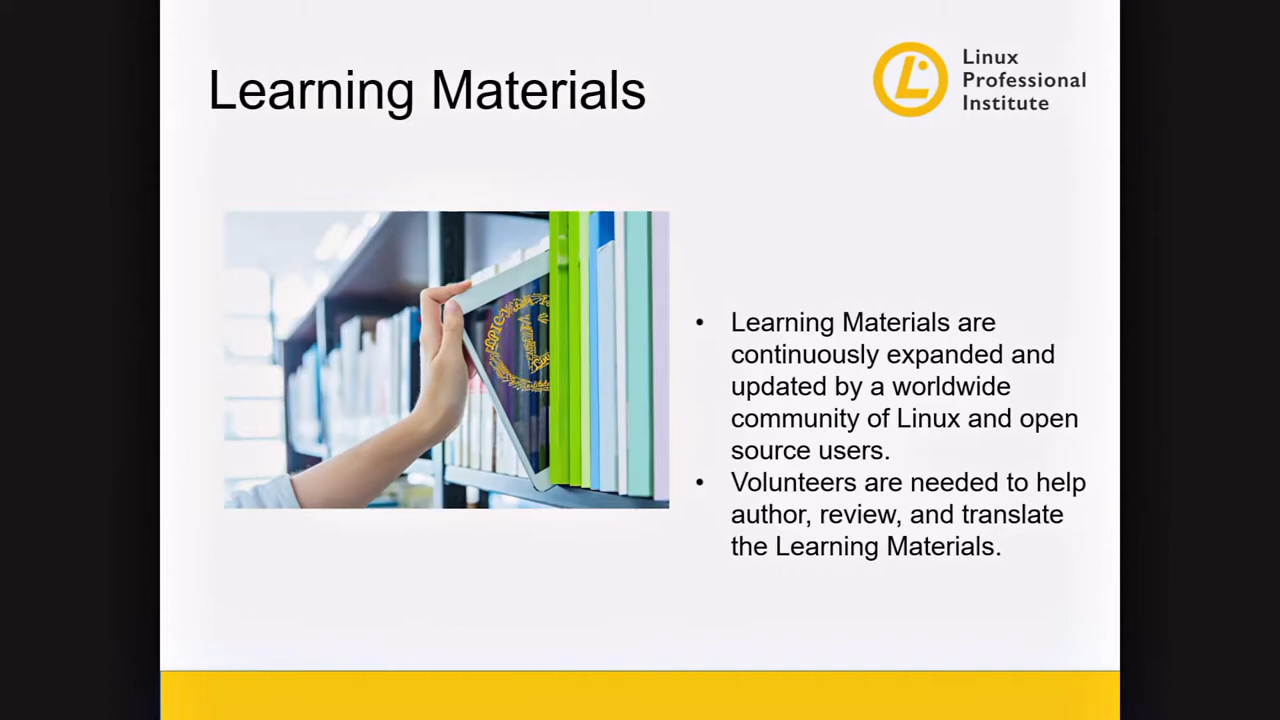 Learning Materials
Linux
Professional
Institute
• Learning Materials are
continuously expanded and
updated by a worldwide
community of Linux and open
source users.
• Volunteers are needed to help
author, review, and translate
the Learning Materials.